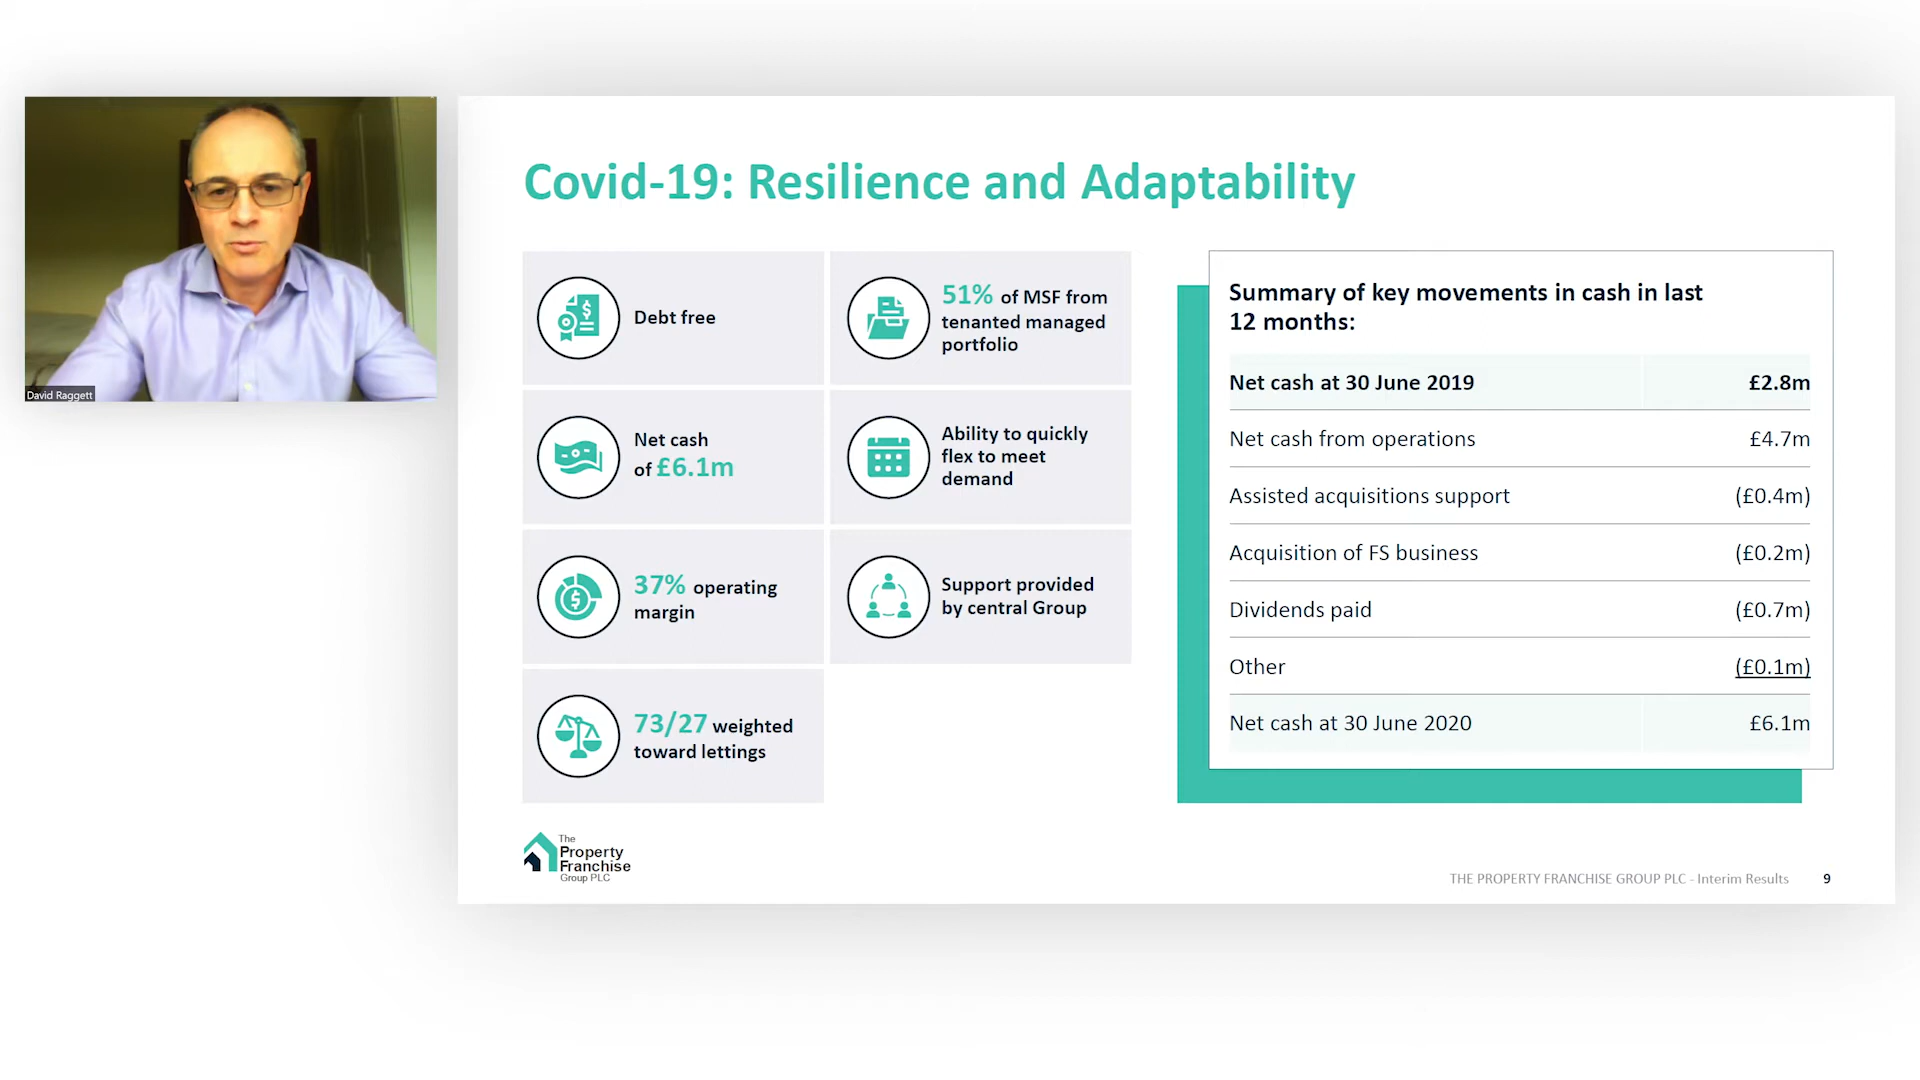 David Raggett
Covid-19: Resilience and Adaptability
Debt free
51% of MSF from
tenanted managed
portfolio
Net cash
of £6.1m
Ability to quickly
flex to meet
demand
37% operating
margin
Support provided
by central Group
73/27 weighted
toward lettings
Summary of key movements in cash in last
12 months:
Net cash at 30 June 2019 £2.8m
Net cash from operations £4.7m
Assisted acquisitions support (£0.4m)
Acquisition of FS business (£0.2m)
Dividends paid (£0.7m)
Other (£0.1m)
Net cash at 30 June 2020 £6.1m
The
Property
Franchise
Group PLC
THE PROPERTY FRANCHISE GROUP PLC - Interim Results 9